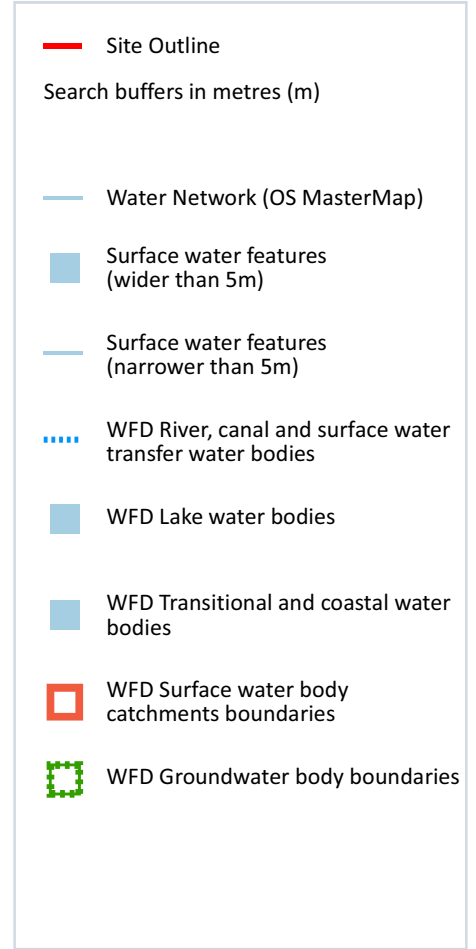 Site Outline
Search buffers in metres (m)
Water Network (OS MasterMap)
Surface water features
(wider than 5m)
Surface water features
(narrower than 5m)
WFD River, canal and surface water
transfer water bodies
WFD Lake water bodies
WFD Transitional and coastal water
bodies
WFD Surface water body
catchments boundaries
WFD Groundwater body boundaries